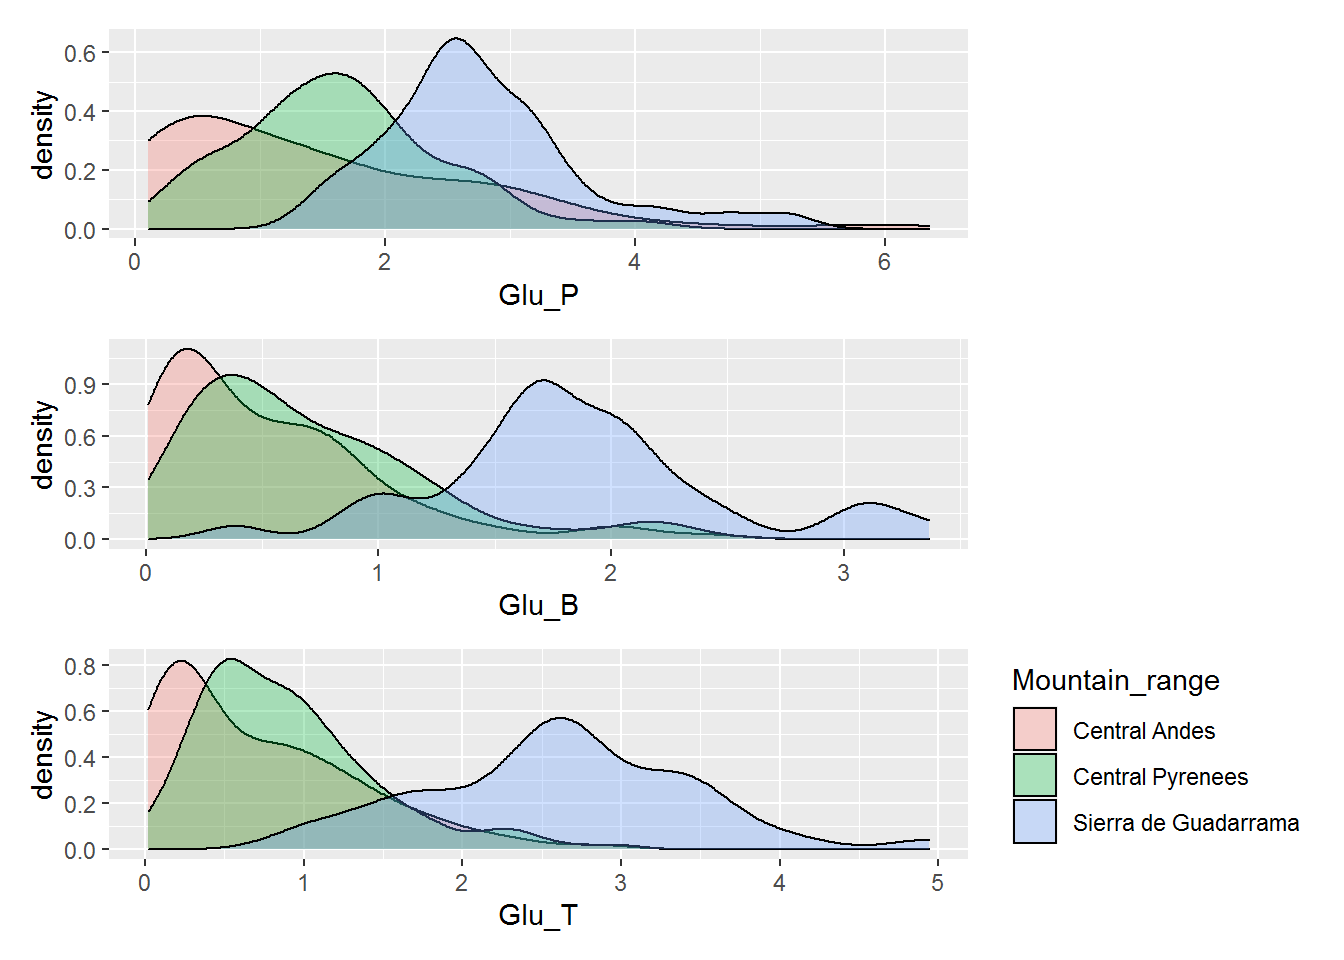 0.6
0.4
0.2
0.0
density
0 2 4 6
Glu_P
0.9
0.6
0.3
0.0
density
0 1 2 3
Glu_B
0.8
0.6
0.4
0.2
0.0
density
0 1 2 3 4 5
Glu_T
Mountain_range
Central Andes
Central Pyrenees
Sierra de Guadarrama